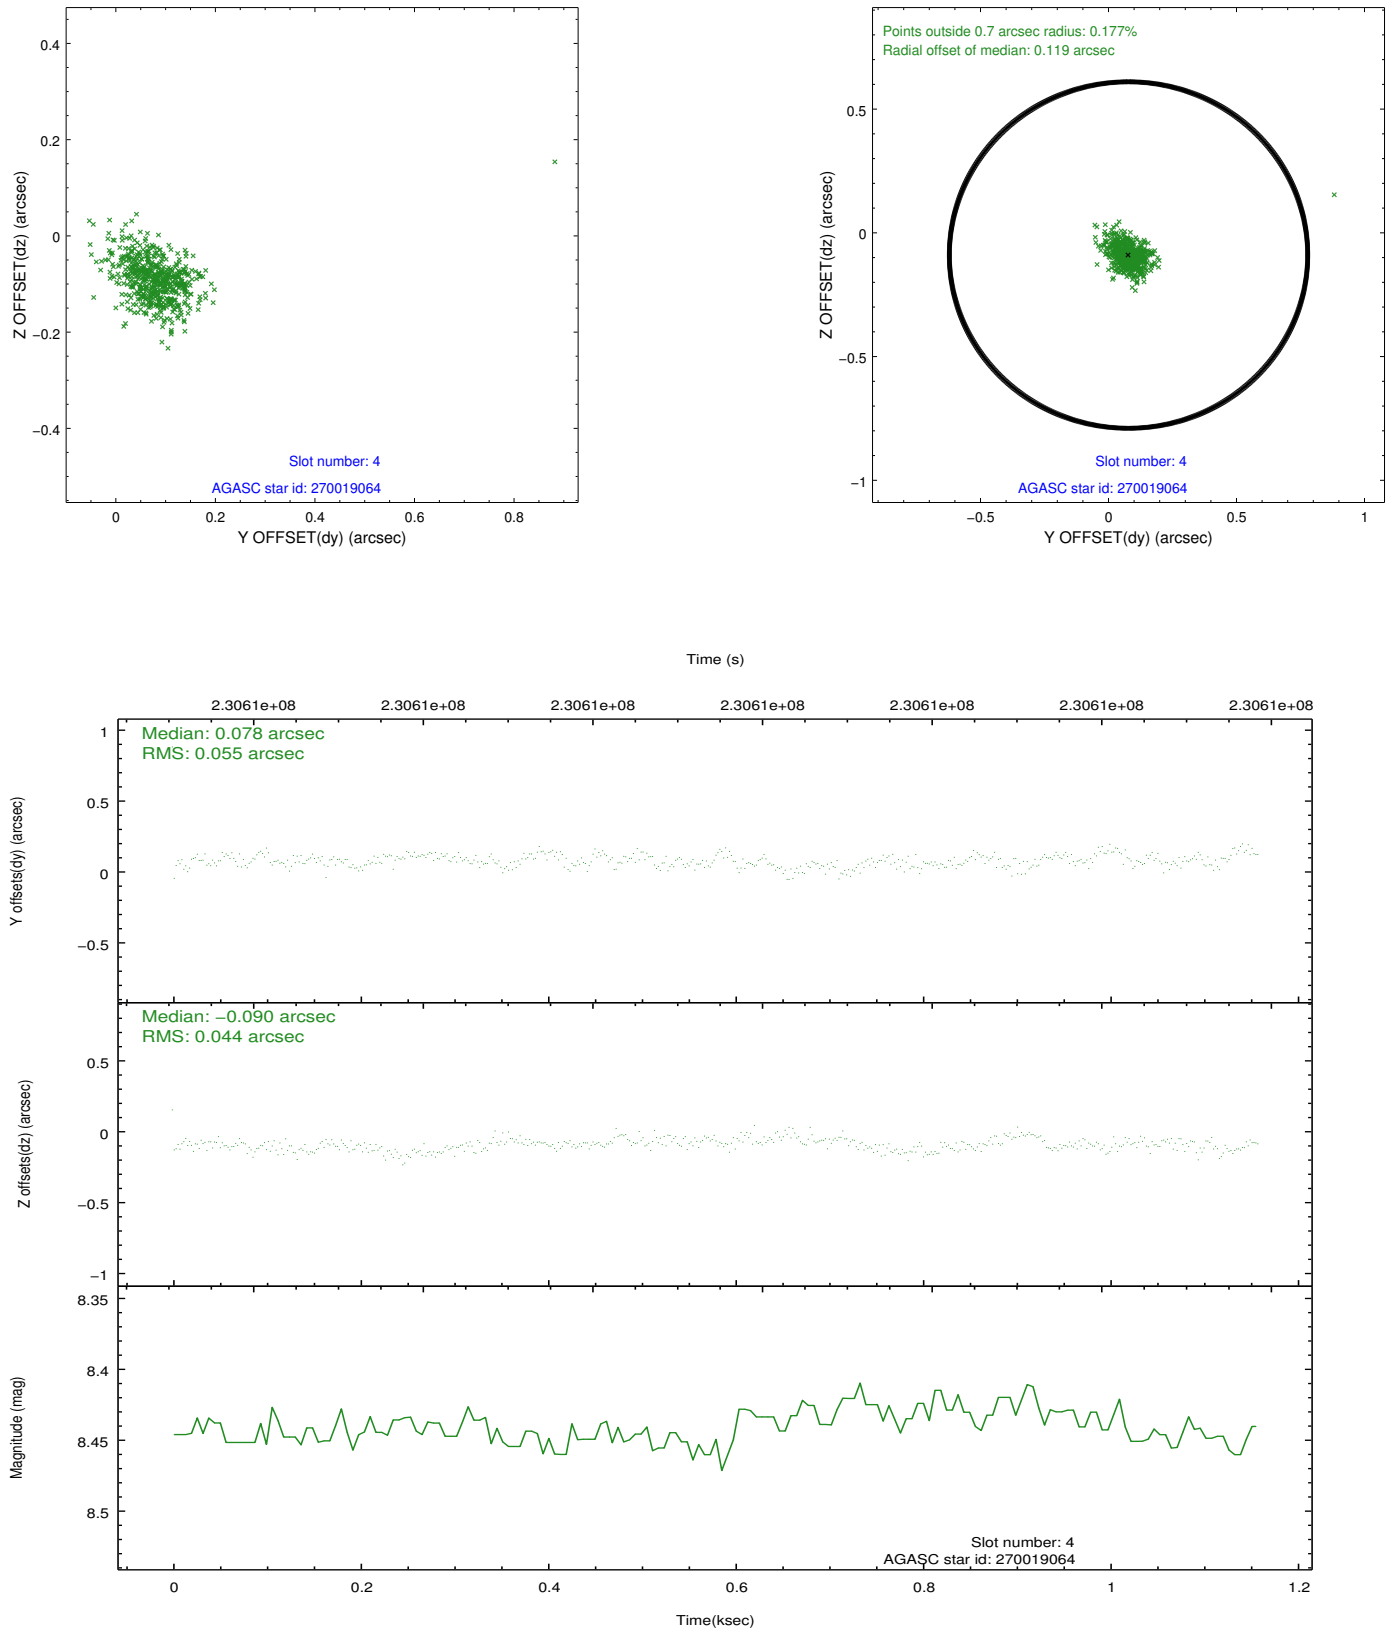 0.4
0.2
0
−0.2
−0.4
Z OFFSET(dz) (arcsec)
Slot number: 4
AGASC star id: 270019064
0 0.2 0.4 0.6 0.8
Y OFFSET(dy) (arcsec)
Points outside 0.7 arcsec radius: 0.177%
Radial offset of median: 0.119 arcsec
0.5
0
−0.5
−1
Z OFFSET(dz) (arcsec)
Slot number: 4
AGASC star id: 270019064
−0.5 0 0.5 1
Y OFFSET(dy) (arcsec)
Time (s)
2.3061e+08 2.3061e+08 2.3061e+08 2.3061e+08 2.3061e+08 2.3061e+08 2.3061e+08
Median: 0.078 arcsec
RMS: 0.055 arcsec
1
0.5
0
−0.5
Y offsets(dy) (arcsec)
Median: −0.090 arcsec
RMS: 0.044 arcsec
0.5
0
−0.5
−1
Z offsets(dz) (arcsec)
8.35
8.4
8.45
8.5
Magnitude (mag)
Slot number: 4
AGASC star id: 270019064
0 0.2 0.4 0.6 0.8 1 1.2
Time(ksec)